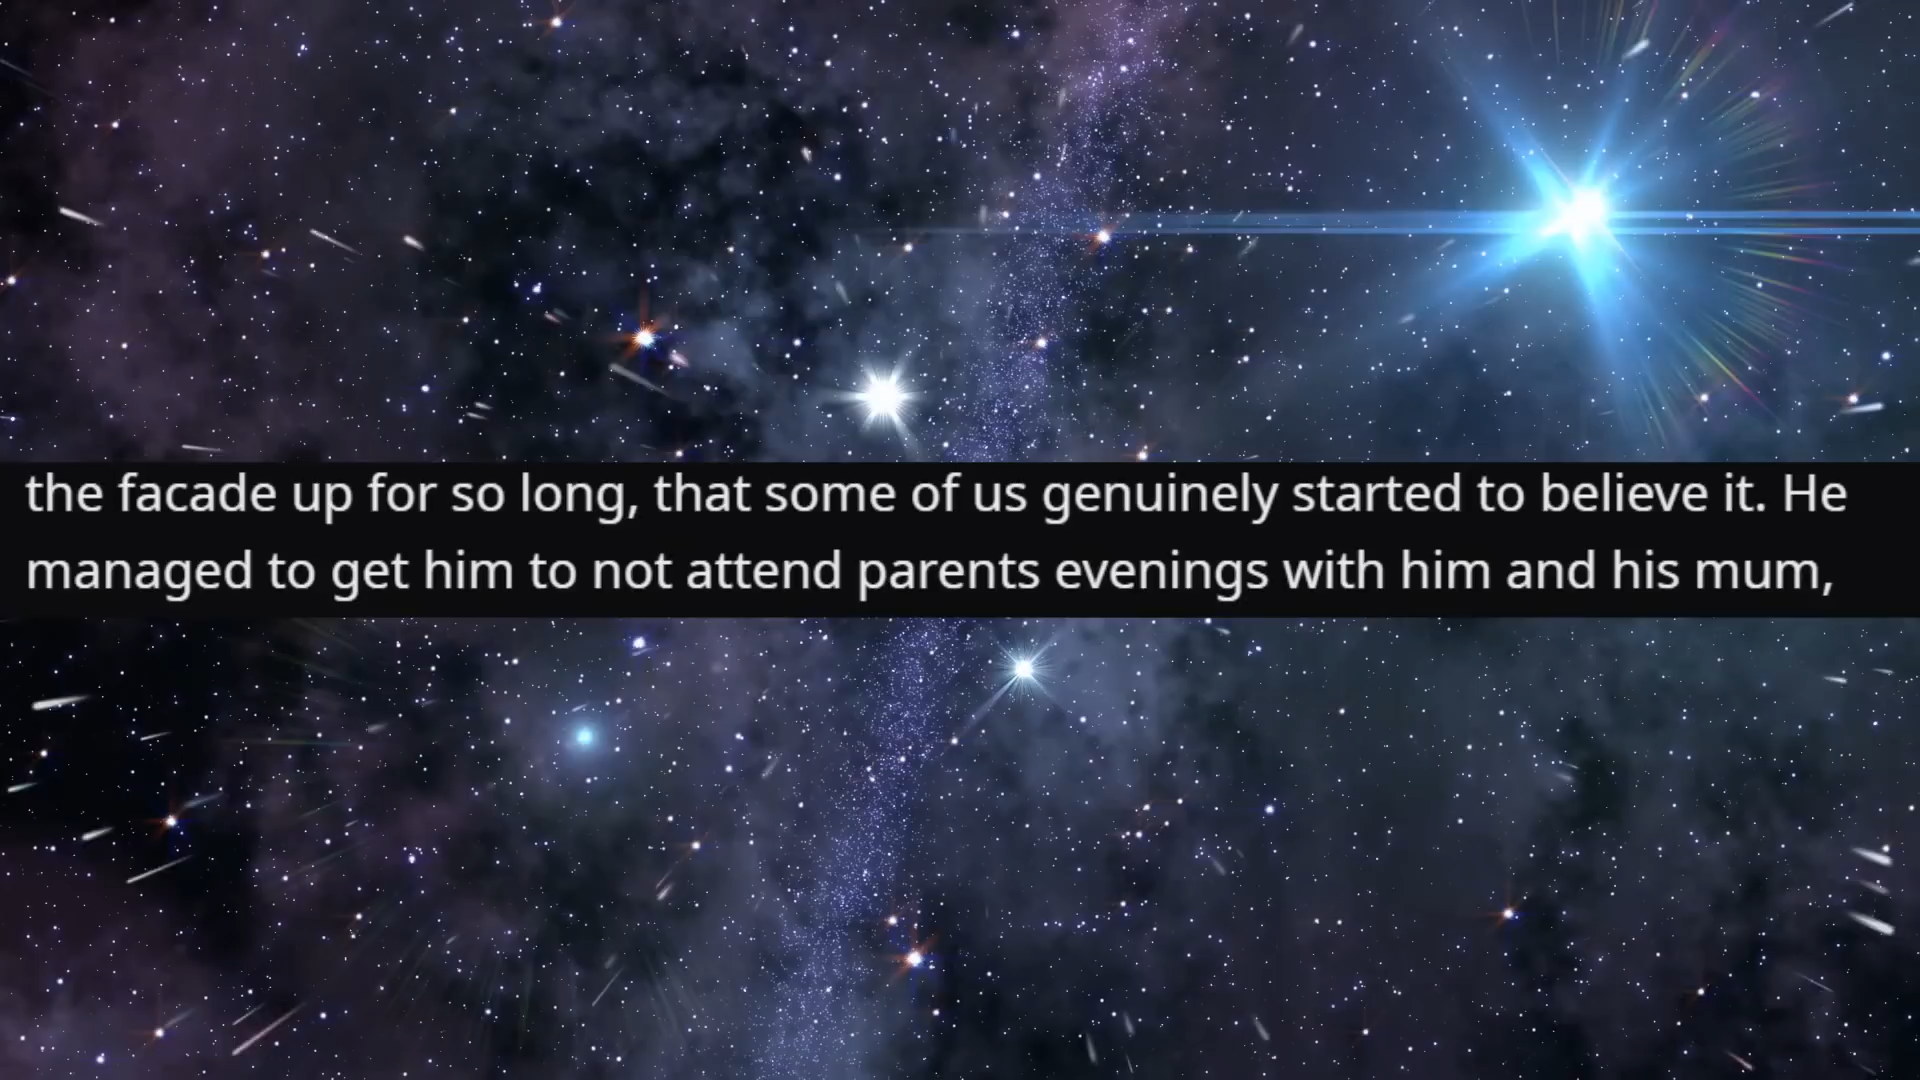 the facade up for so long, that some of us genuinely started to believe it. He
managed to get him to not attend parents evenings with him and his mum,